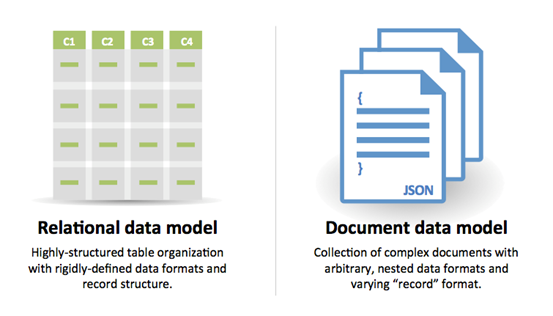 C1 C2 C3 C4
Relational data model
Highly-structured table organization
with rigidly-defined data formats and
record structure.
{
}
JSON
Document data model
Collection of complex documents with
arbitrary, nested data formats and
varying “record” format.